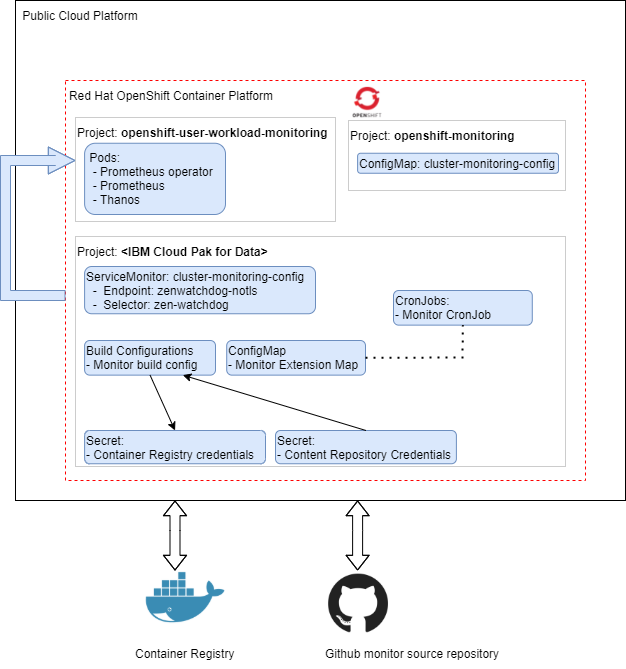 Public Cloud Platform
Red Hat OpenShift Container Platform
OPENSHIFT
Project: openshift-user-workload-monitoring
Pods:
- Prometheus operator
- Prometheus
- Thanos
Project: openshift-monitoring
ConfigMap: cluster-monitoring-config
Project: <IBM Cloud Pak for Data>
ServiceMonitor: cluster-monitoring-config
- Endpoint: zenwatchdog-notls
- Selector: zen-watchdog
CronJobs:
- Monitor CronJob
Build Configurations
- Monitor build config
ConfigMap
- Monitor Extension Map
Secret:
- Container Registry credentials
Secret:
- Content Repository Credentials
Container Registry
Github monitor source repository